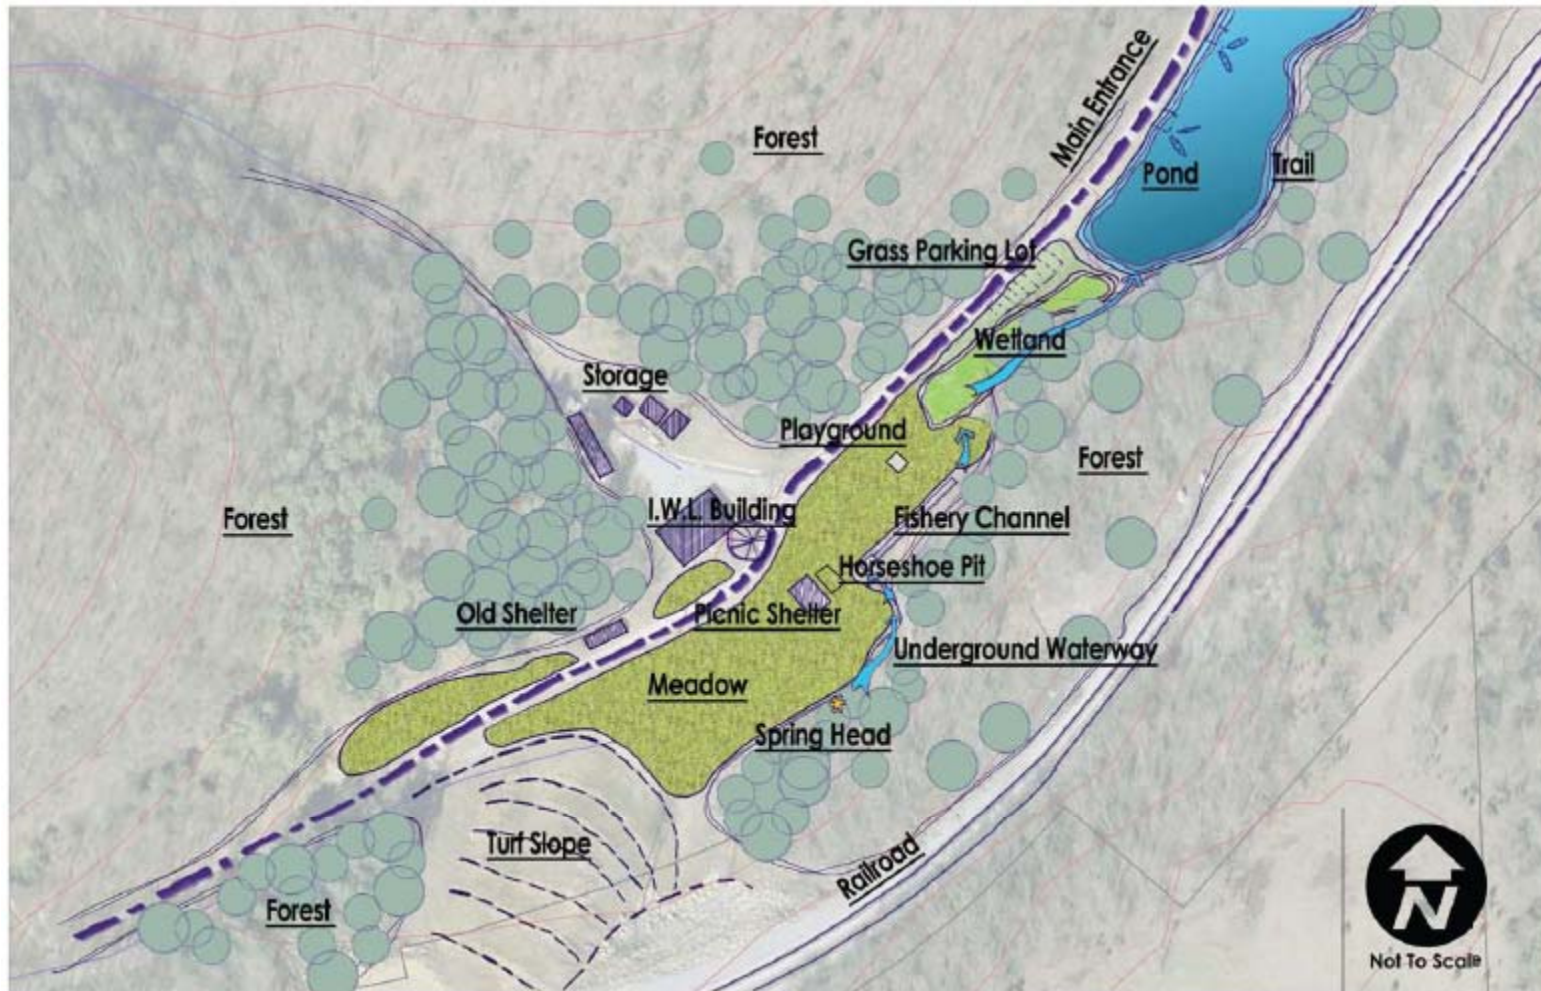 Main Entrance
Forest
Pond
Trail
Grass Parking Lot
Wetland
Storage
Playground
Forest
I.W.L. Building
Forest
Fishery Channel
Horseshoe Pit
Old Shelter
Picnic Shelter
Underground Waterway
Meadow
Spring Head
Turf Slope
Railroad
Forest
N
Not To Scale